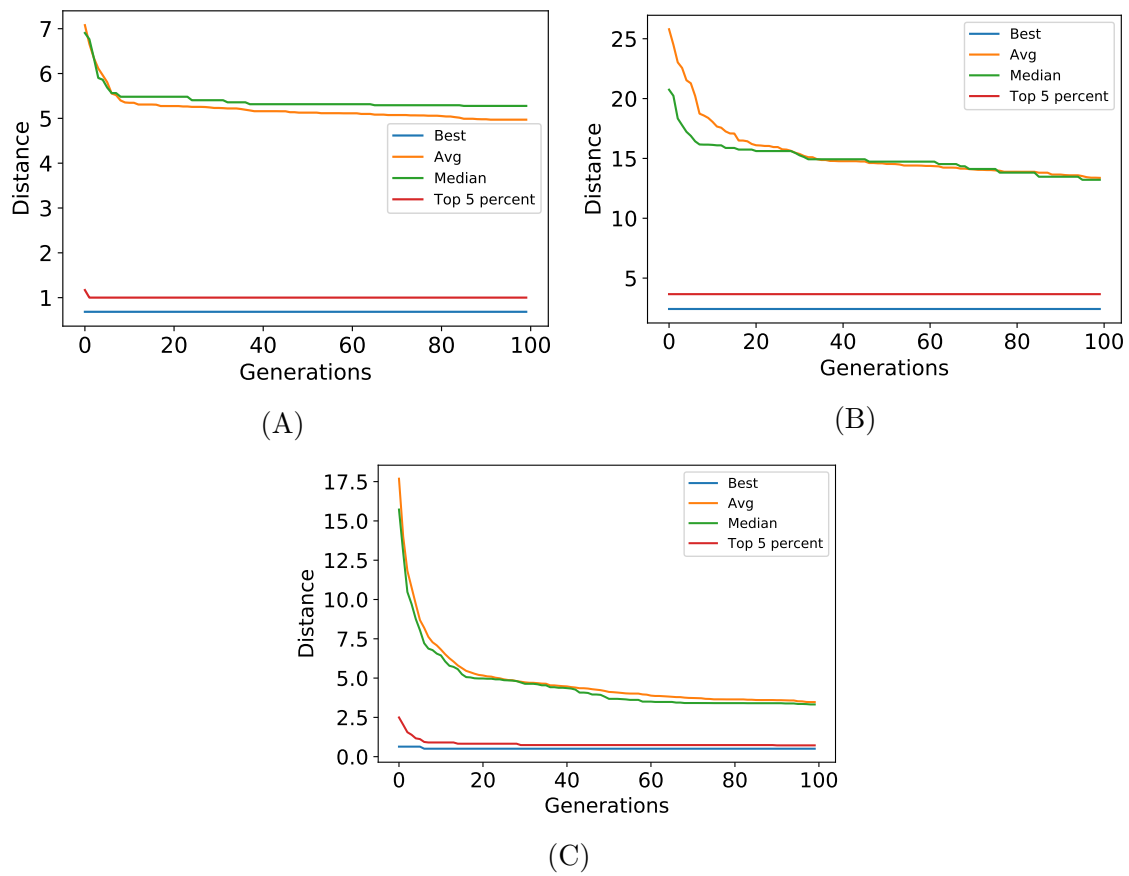 7
6
5
4
3
2
1
Distance
0
20
40
60
80
100
Generations
Best
Avg
Median
Top 5 percent
(A)
25
20
15
10
5
Distance
0
20
40
60
80
100
Generations
Best
Avg
Median
Top 5 percent
(B)
17.5
15.0
12.5
10.0
7.5
5.0
2.5
0.0
Distance
0
20
40
60
80
100
Generations
Best
Avg
Median
Top 5 percent
(C)